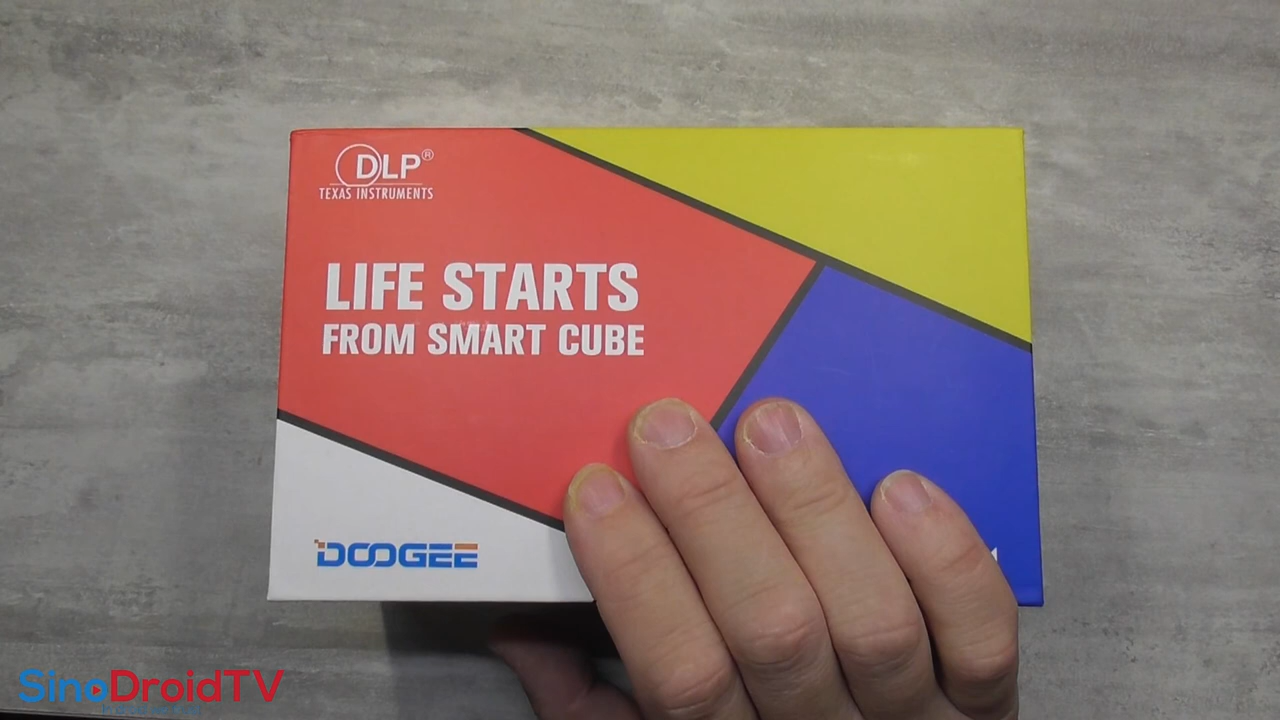 DLP®
TEXAS INSTRUMENTS
LIFE STARTS
FROM SMART CUBE
DOOGEE
SinoDroidTV